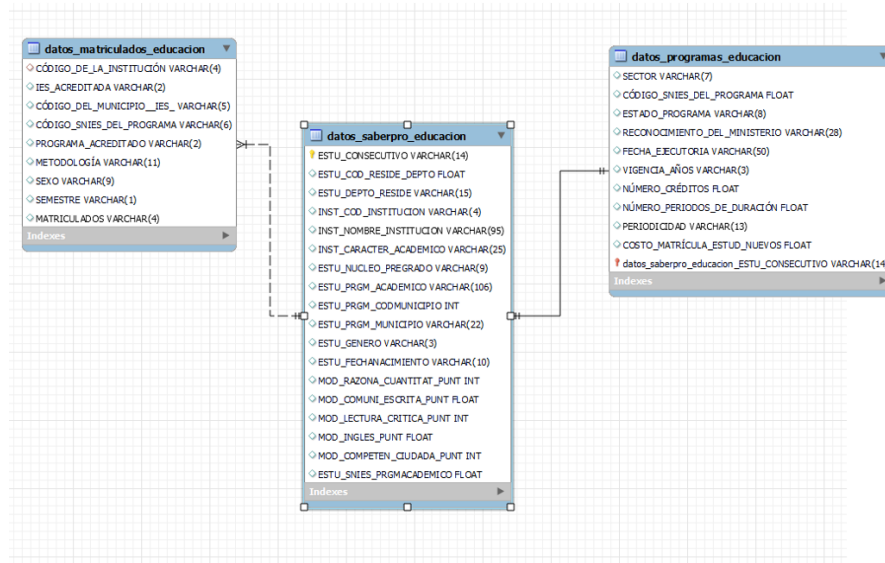 datos_matriculados_educacion
CÓDIGO_DE_LA_INSTITUCIÓN VARCHAR(4)
IES_ACREDITADA VARCHAR(2)
CÓDIGO_DEL_MUNICIPIO__IES_ VARCHAR(5)
CÓDIGO_SNIES_DEL_PROGRAMA VARCHAR(6)
PROGRAMA_ACREDITADO VARCHAR(2)
METODOLOGÍA VARCHAR(11)
SEXO VARCHAR(9)
SEMESTRE VARCHAR(1)
MATRICULADOS VARCHAR(4)
Indexes
datos_saberpro_educacion
ESTU_CONSECUTIVO VARCHAR(14)
ESTU_COD_RESIDE_DEPTO FLOAT
ESTU_DEPTO_RESIDE VARCHAR(15)
INST_COD_INSTITUCION VARCHAR(4)
INST_NOMBRE_INSTITUCION VARCHAR(95)
INST_CARACTER_ACADEMICO VARCHAR(25)
ESTU_NUCLEO_PREGRADO VARCHAR(9)
ESTU_PRGM_ACADEMICO VARCHAR(106)
ESTU_PRGM_CODMUNICIPIO INT
ESTU_PRGM_MUNICIPIO VARCHAR(22)
ESTU_GENERO VARCHAR(3)
ESTU_FECHANACIMIENTO VARCHAR(10)
MOD_RAZONA_CUANTITAT_PUNT INT
MOD_COMUNI_ESCRITA_PUNT FLOAT
MOD_LECTURA_CRITICA_PUNT INT
MOD_INGLES_PUNT FLOAT
MOD_COMPETEN_CIUDADA_PUNT INT
ESTU_SNIES_PRGMACADEMICO FLOAT
Indexes
datos_programas_educacion
SECTOR VARCHAR(7)
CÓDIGO_SNIES_DEL_PROGRAMA FLOAT
ESTADO_PROGRAMA VARCHAR(8)
RECONOCIMIENTO_DEL_MINISTERIO VARCHAR(28)
FECHA_EJECUTORIA VARCHAR(50)
VIGENCIA_AÑOS VARCHAR(3)
NÚMERO_CRÉDITOS FLOAT
NÚMERO_PERIODOS_DE_DURACIÓN FLOAT
PERIODICIDAD VARCHAR(13)
COSTO_MATRÍCULA_ESTUD_NUEVOS FLOAT
datos_saberpro_educacion_ESTU_CONSECUTIVO VARCHAR(14
Indexes